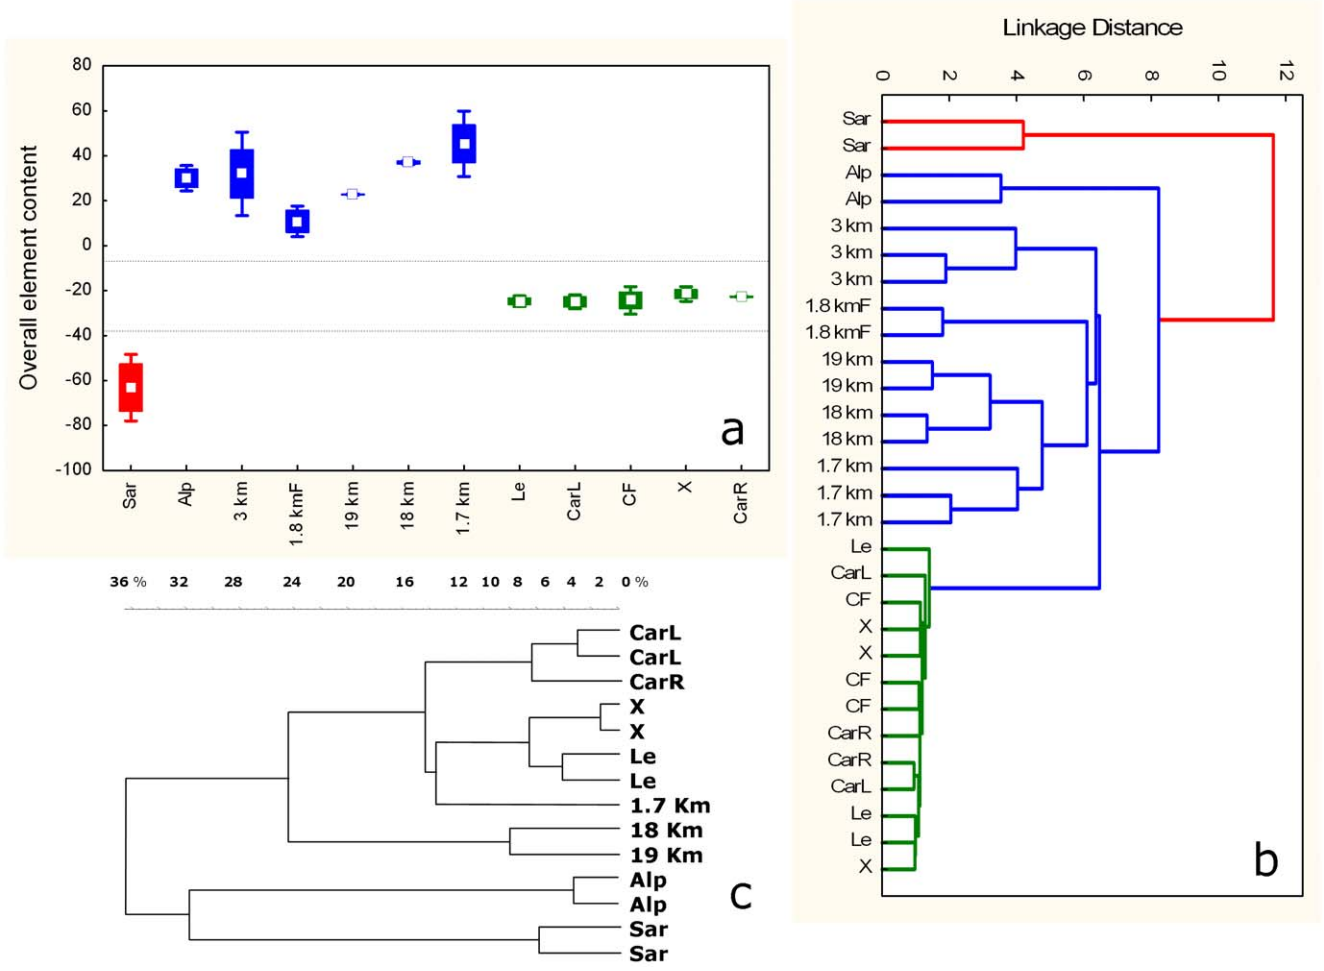 80
60
40
20
0
-20
-40
-60
-80
-100
Overall element content
Sar
Alp
3 km
1.8 kmF
19 km
18 km
1.7 km
Le
CarL
CF
X
CarR
a
Linkage Distance
0 2 4 6 8 10 12
Sar
Sar
Alp
Alp
3 km
3 km
3 km
1.8 kmF
1.8 kmF
19 km
19 km
18 km
18 km
1.7 km
1.7 km
1.7 km
Le
CarL
CF
X
X
CF
CF
CarR
CarR
CarL
Le
Le
X
b
36 % 32 28 24 20 16 12 10 8 6 4 2 0 %
CarL
CarL
CarR
X
X
Le
Le
1.7 Km
18 Km
19 Km
Alp
Alp
Sar
Sar
c